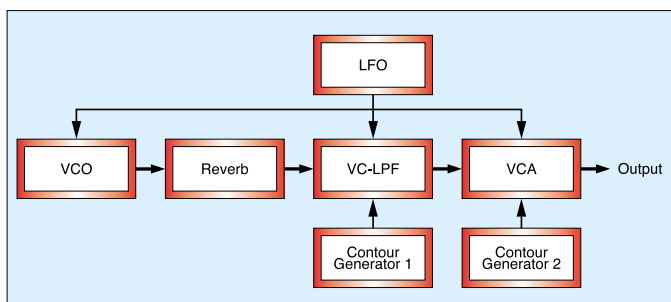 LFO
VCO
Reverb
VC-LPF
VCA
Output
Contour
Generator 1
Contour
Generator 2